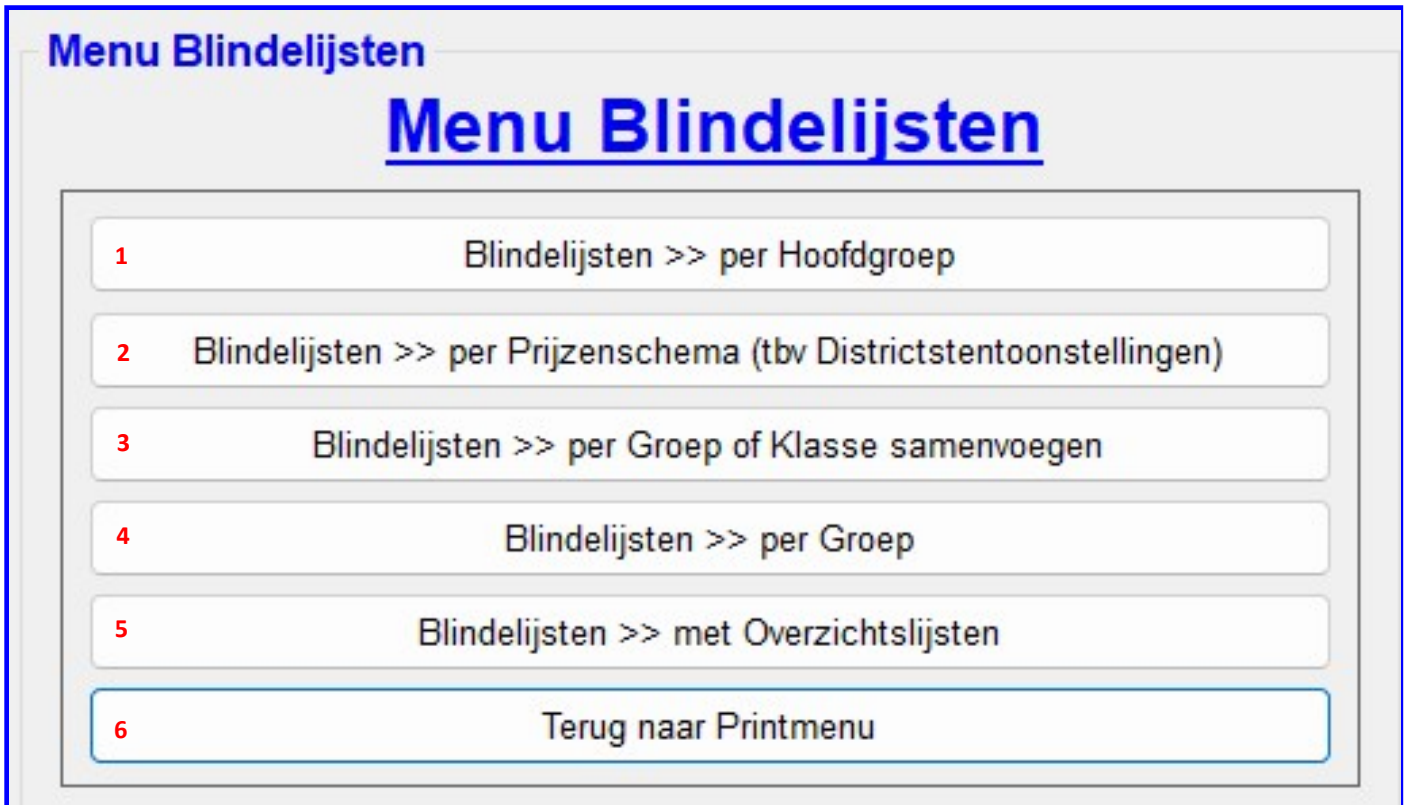 Menu Blindelijsten
Menu Blindelijsten
1 Blindelijsten >> per Hoofdgroep
2 Blindelijsten >> per Prijzenschema (tbv Districtstentoonstellingen)
3 Blindelijsten >> per Groep of Klasse samenvoegen
4 Blindelijsten >> per Groep
5 Blindelijsten >> met Overzichtslijsten
6 Terug naar Printmenu